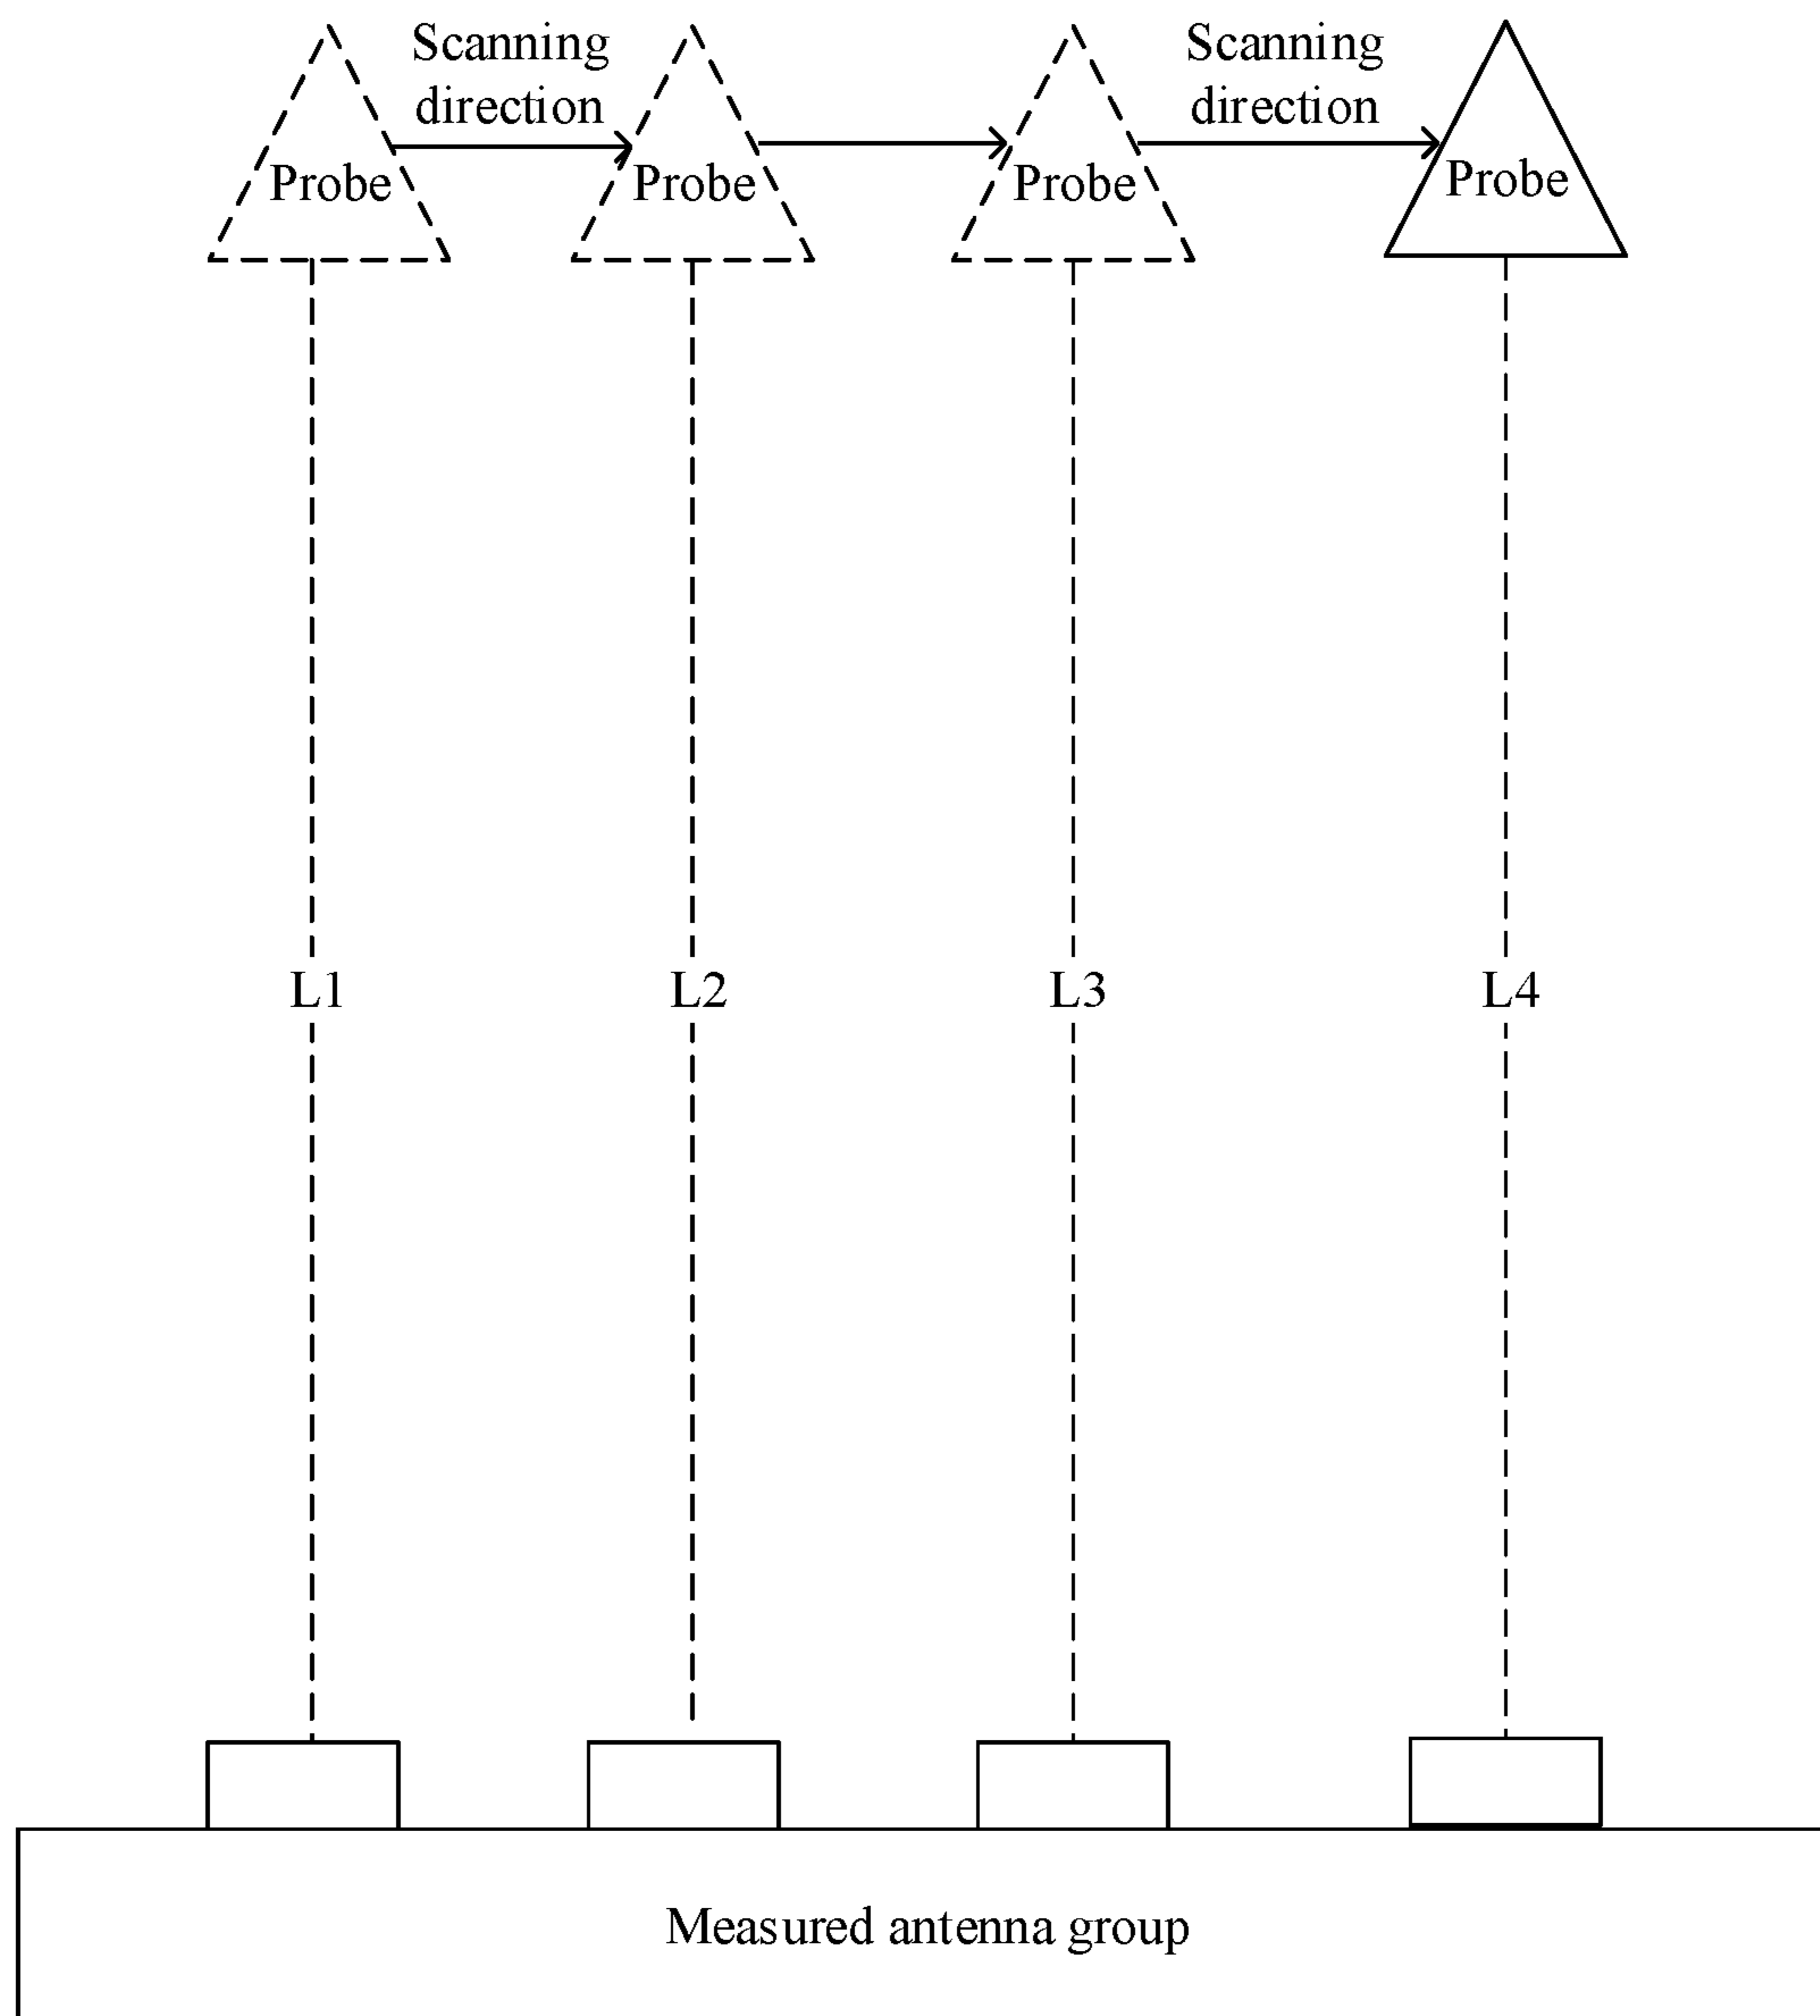 Scanning
direction
Scanning
direction
Probe
Probe
Probe
Probe
L1
L2
L3
L4
Measured antenna group